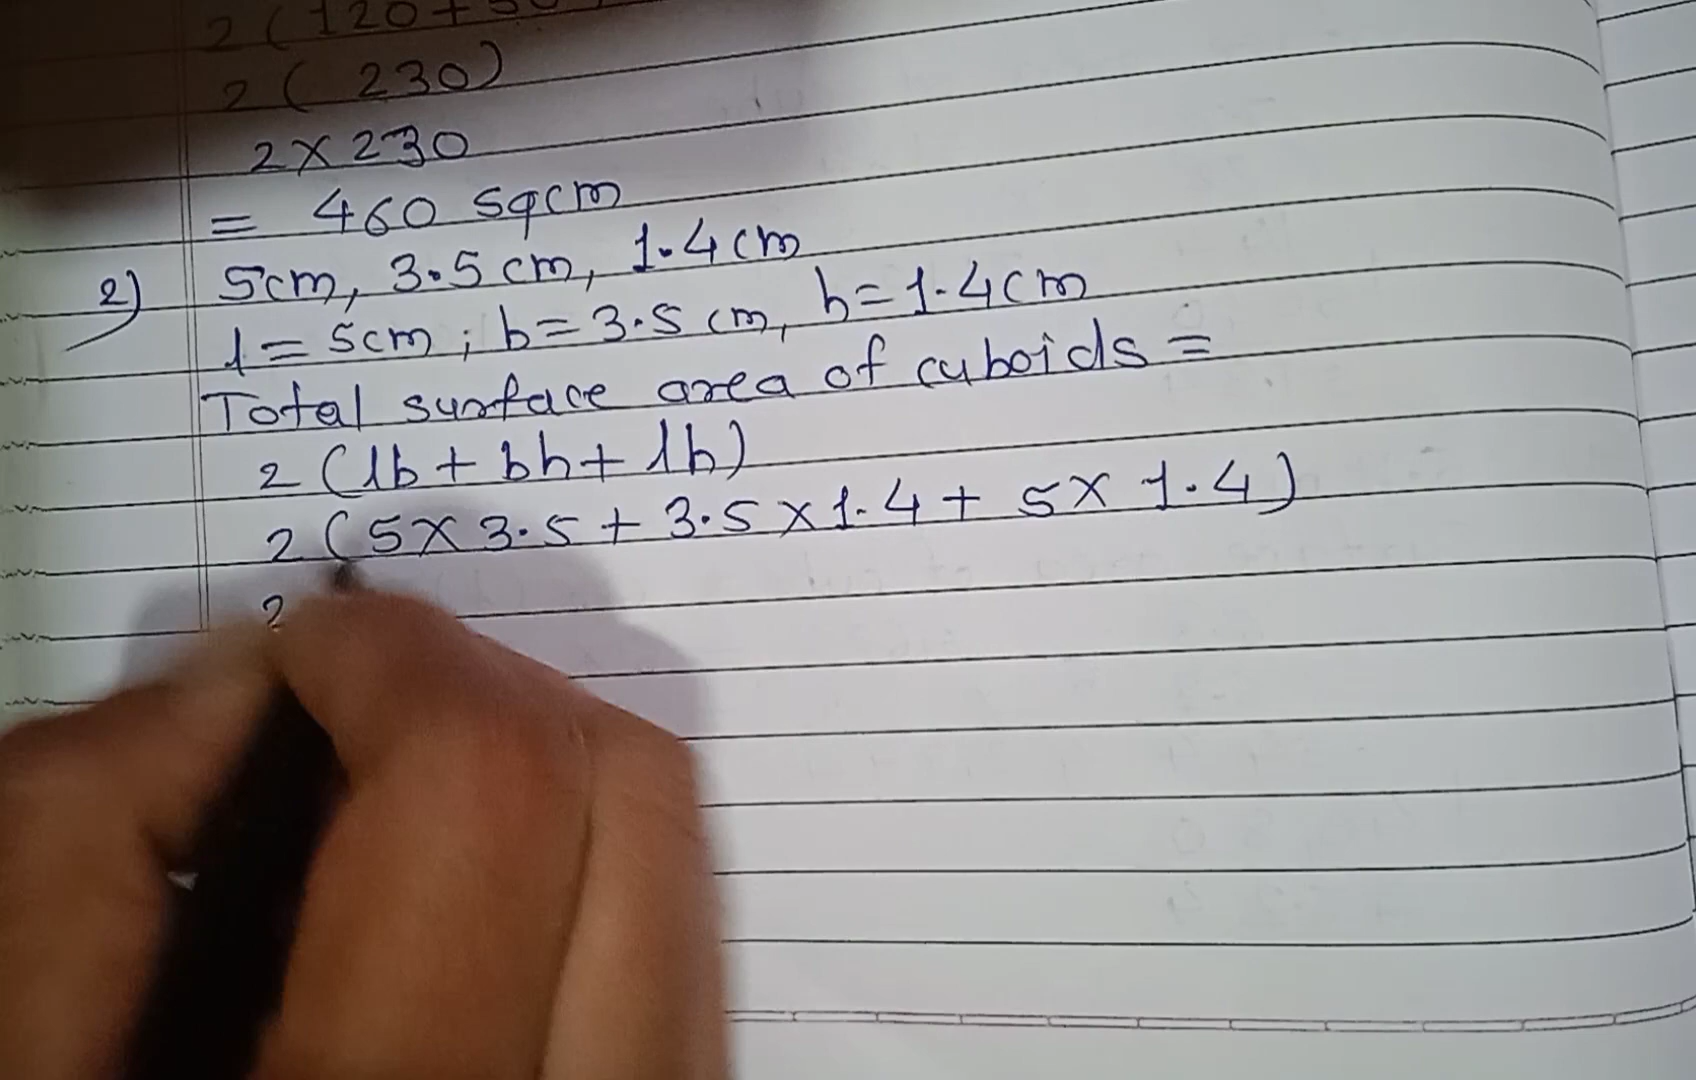 2 (120+
2 ( 230)
2 × 230
= 460 sqcm
2) 5cm, 3.5 cm, 1.4 cm
l = 5cm ; b = 3.5 cm, h = 1.4 cm
Total surface area of cuboids =
2 (lb + bh + lh)
2 (5 × 3.5 + 3.5 × 1.4 + 5 × 1.4)
2